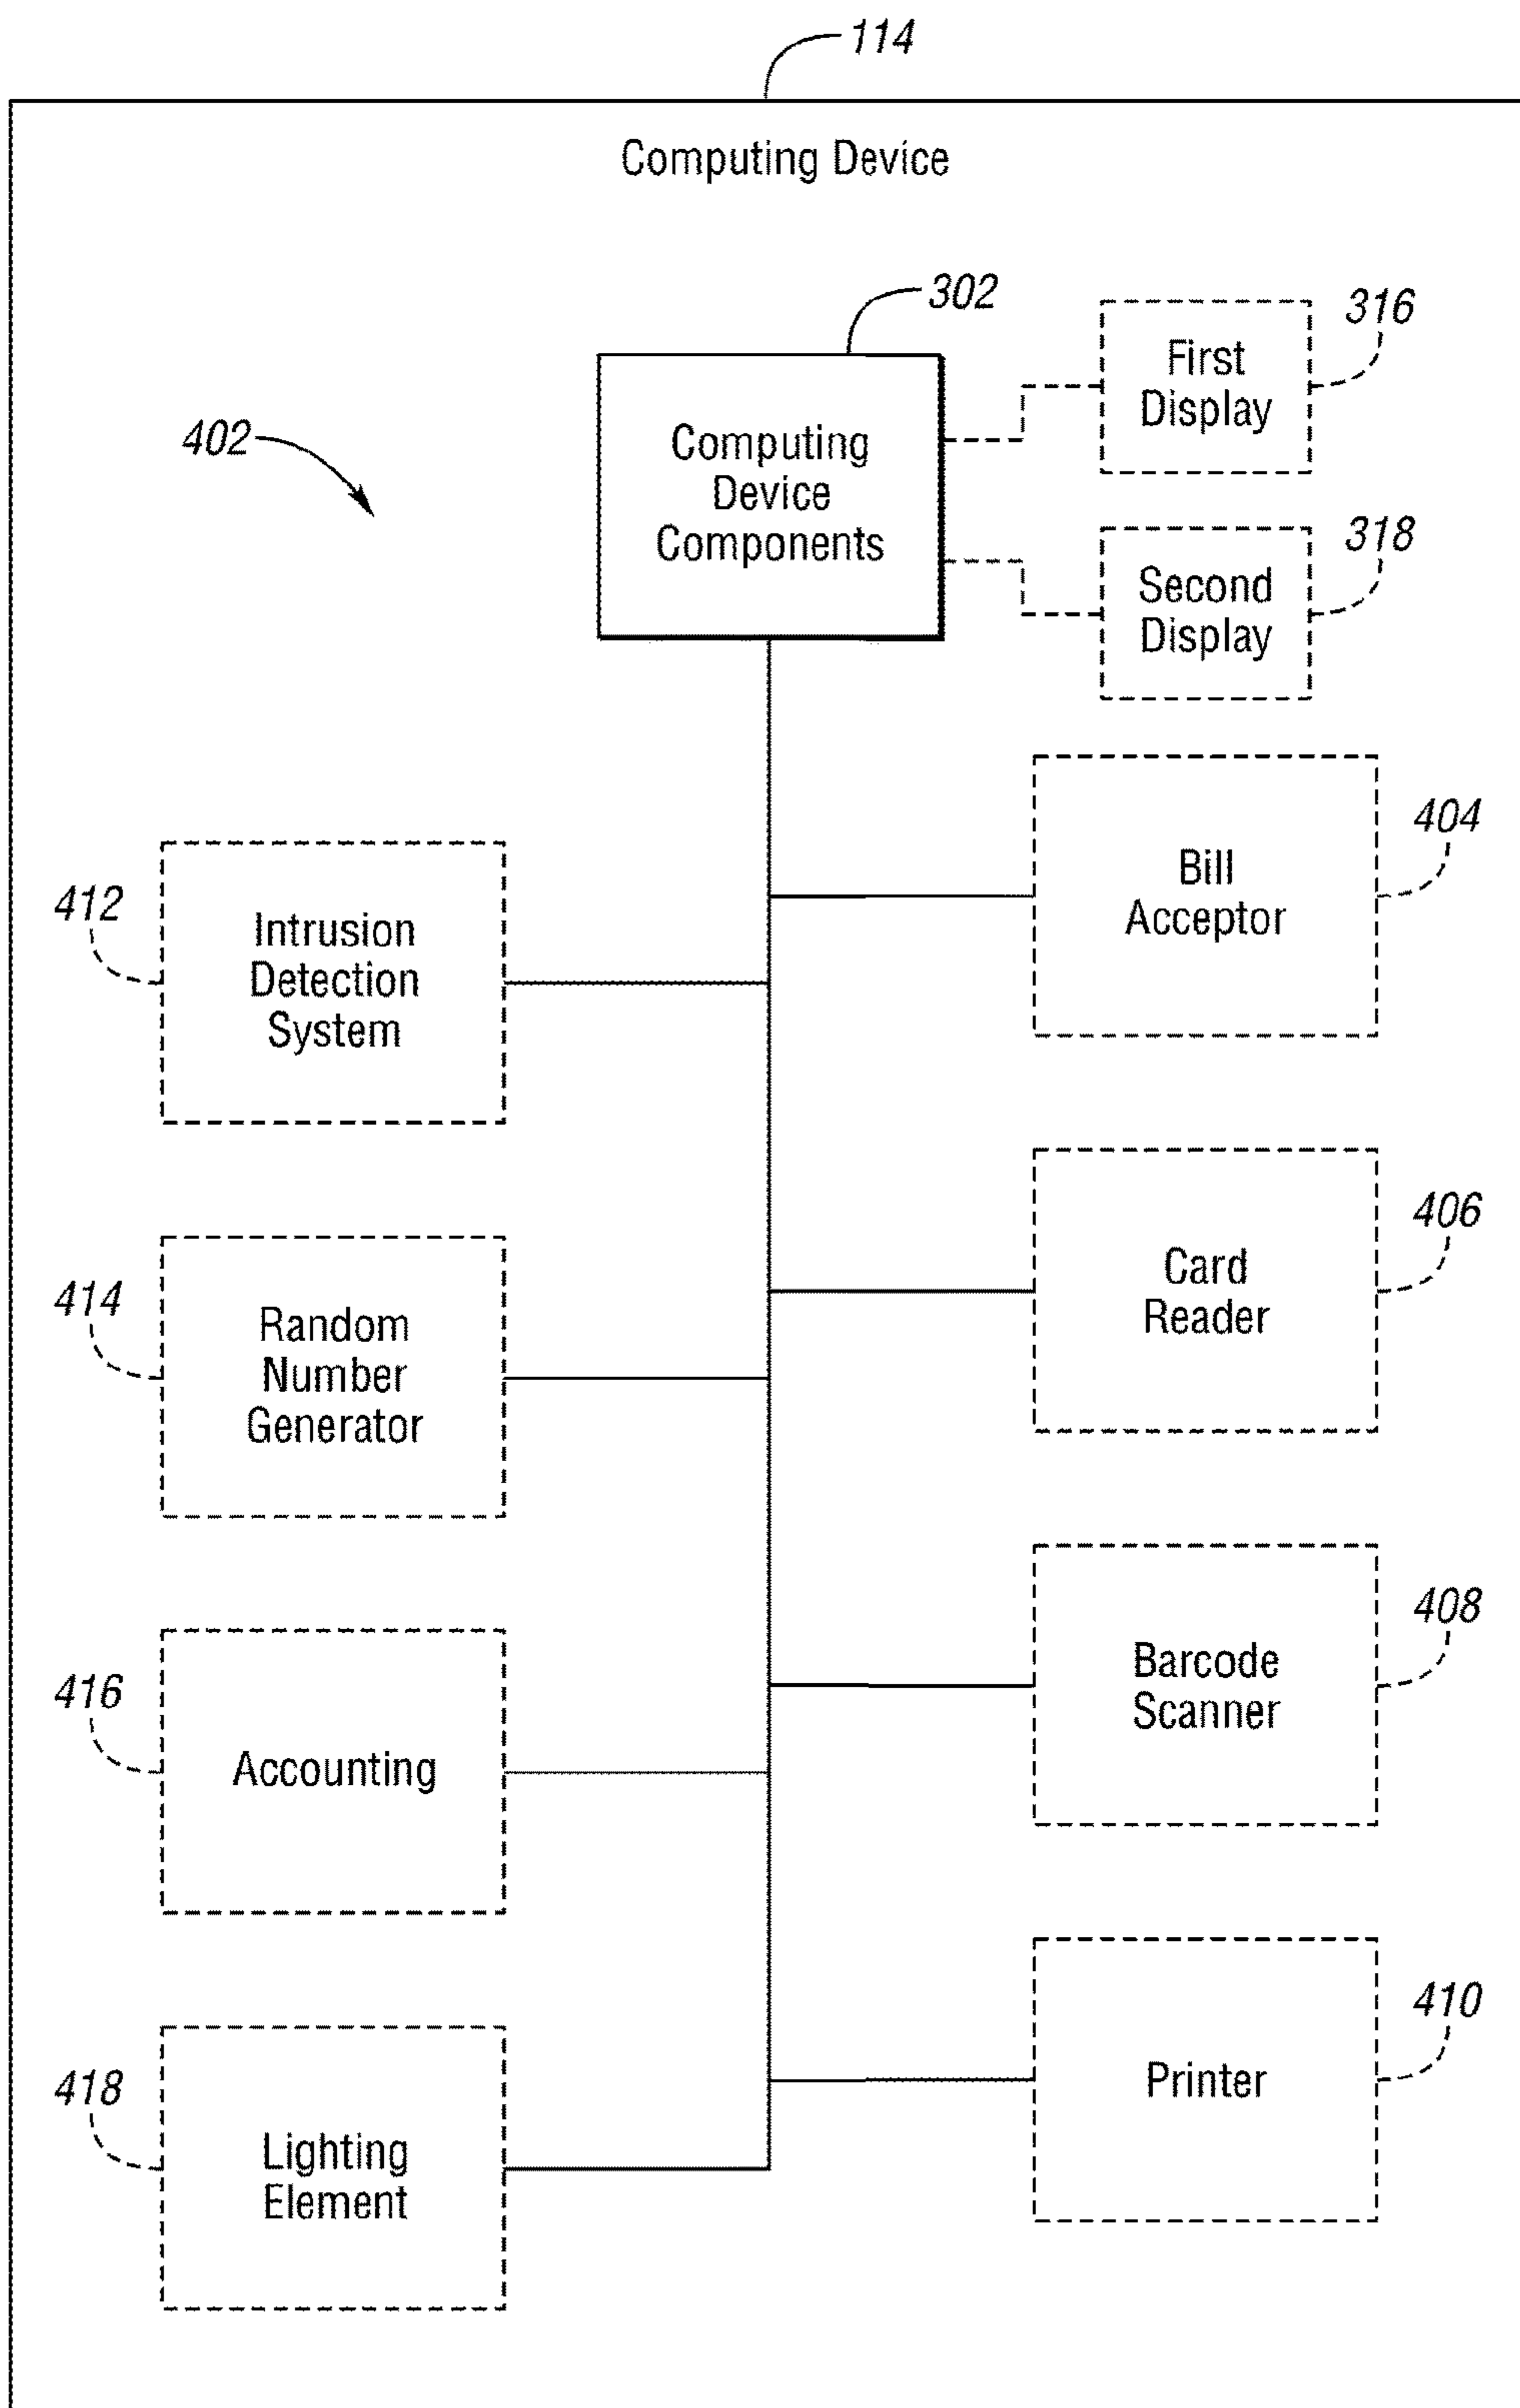 114
Computing Device
302
316
First
Display
402
Computing
Device
Components
318
Second
Display
404
Bill
Acceptor
412
Intrusion
Detection
System
406
Card
Reader
414
Random
Number
Generator
408
Barcode
Scanner
416
Accounting
410
Printer
418
Lighting
Element